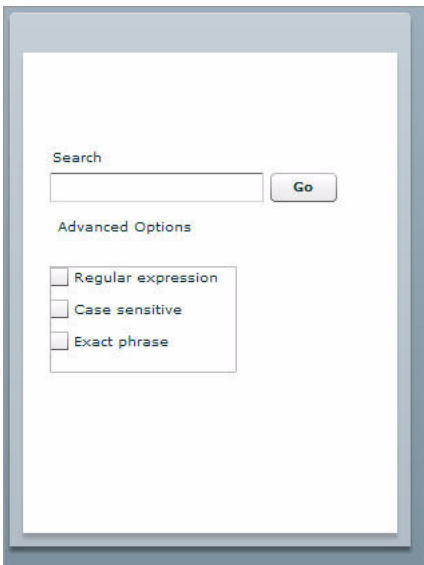 Search
Go
Advanced Options
Regular expression
Case sensitive
Exact phrase